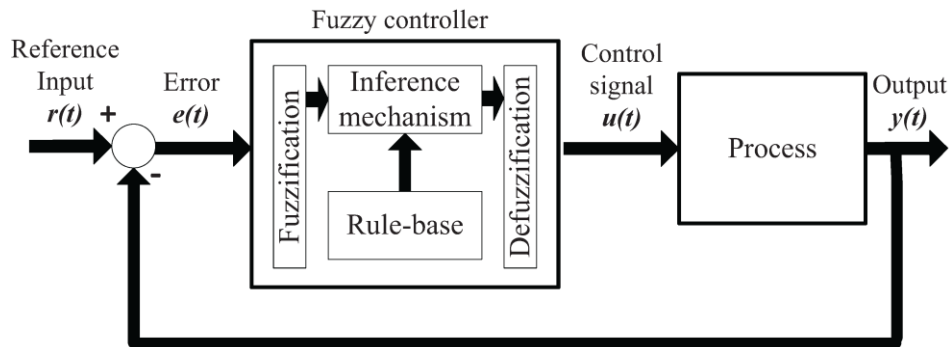 Fuzzy controller
Reference
Input
r(t)
+
-
Error
e(t)
Fuzzification
Inference
mechanism
Rule-base
Defuzzification
Control
signal
u(t)
Process
Output
y(t)